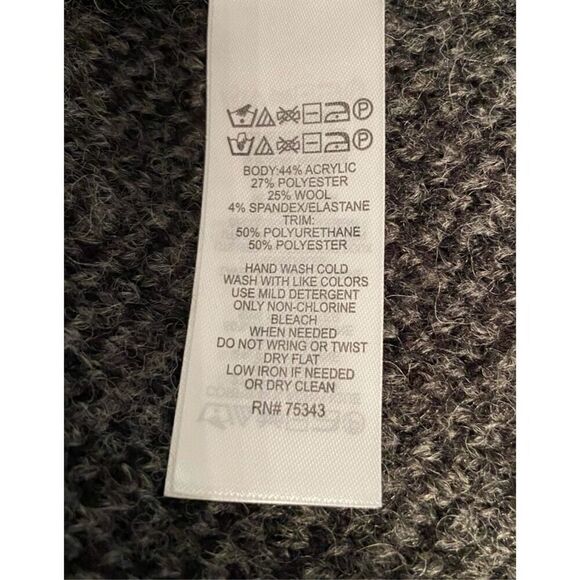 BODY:44% ACRYLIC
27% POLYESTER
25% WOOL
4% SPANDEX/ELASTANE
TRIM:
50% POLYURETHANE
50% POLYESTER
HAND WASH COLD
WASH WITH LIKE COLORS
USE MILD DETERGENT
ONLY NON-CHLORINE
BLEACH
WHEN NEEDED
DO NOT WRING OR TWIST
DRY FLAT
LOW IRON IF NEEDED
OR DRY CLEAN
RN# 75343